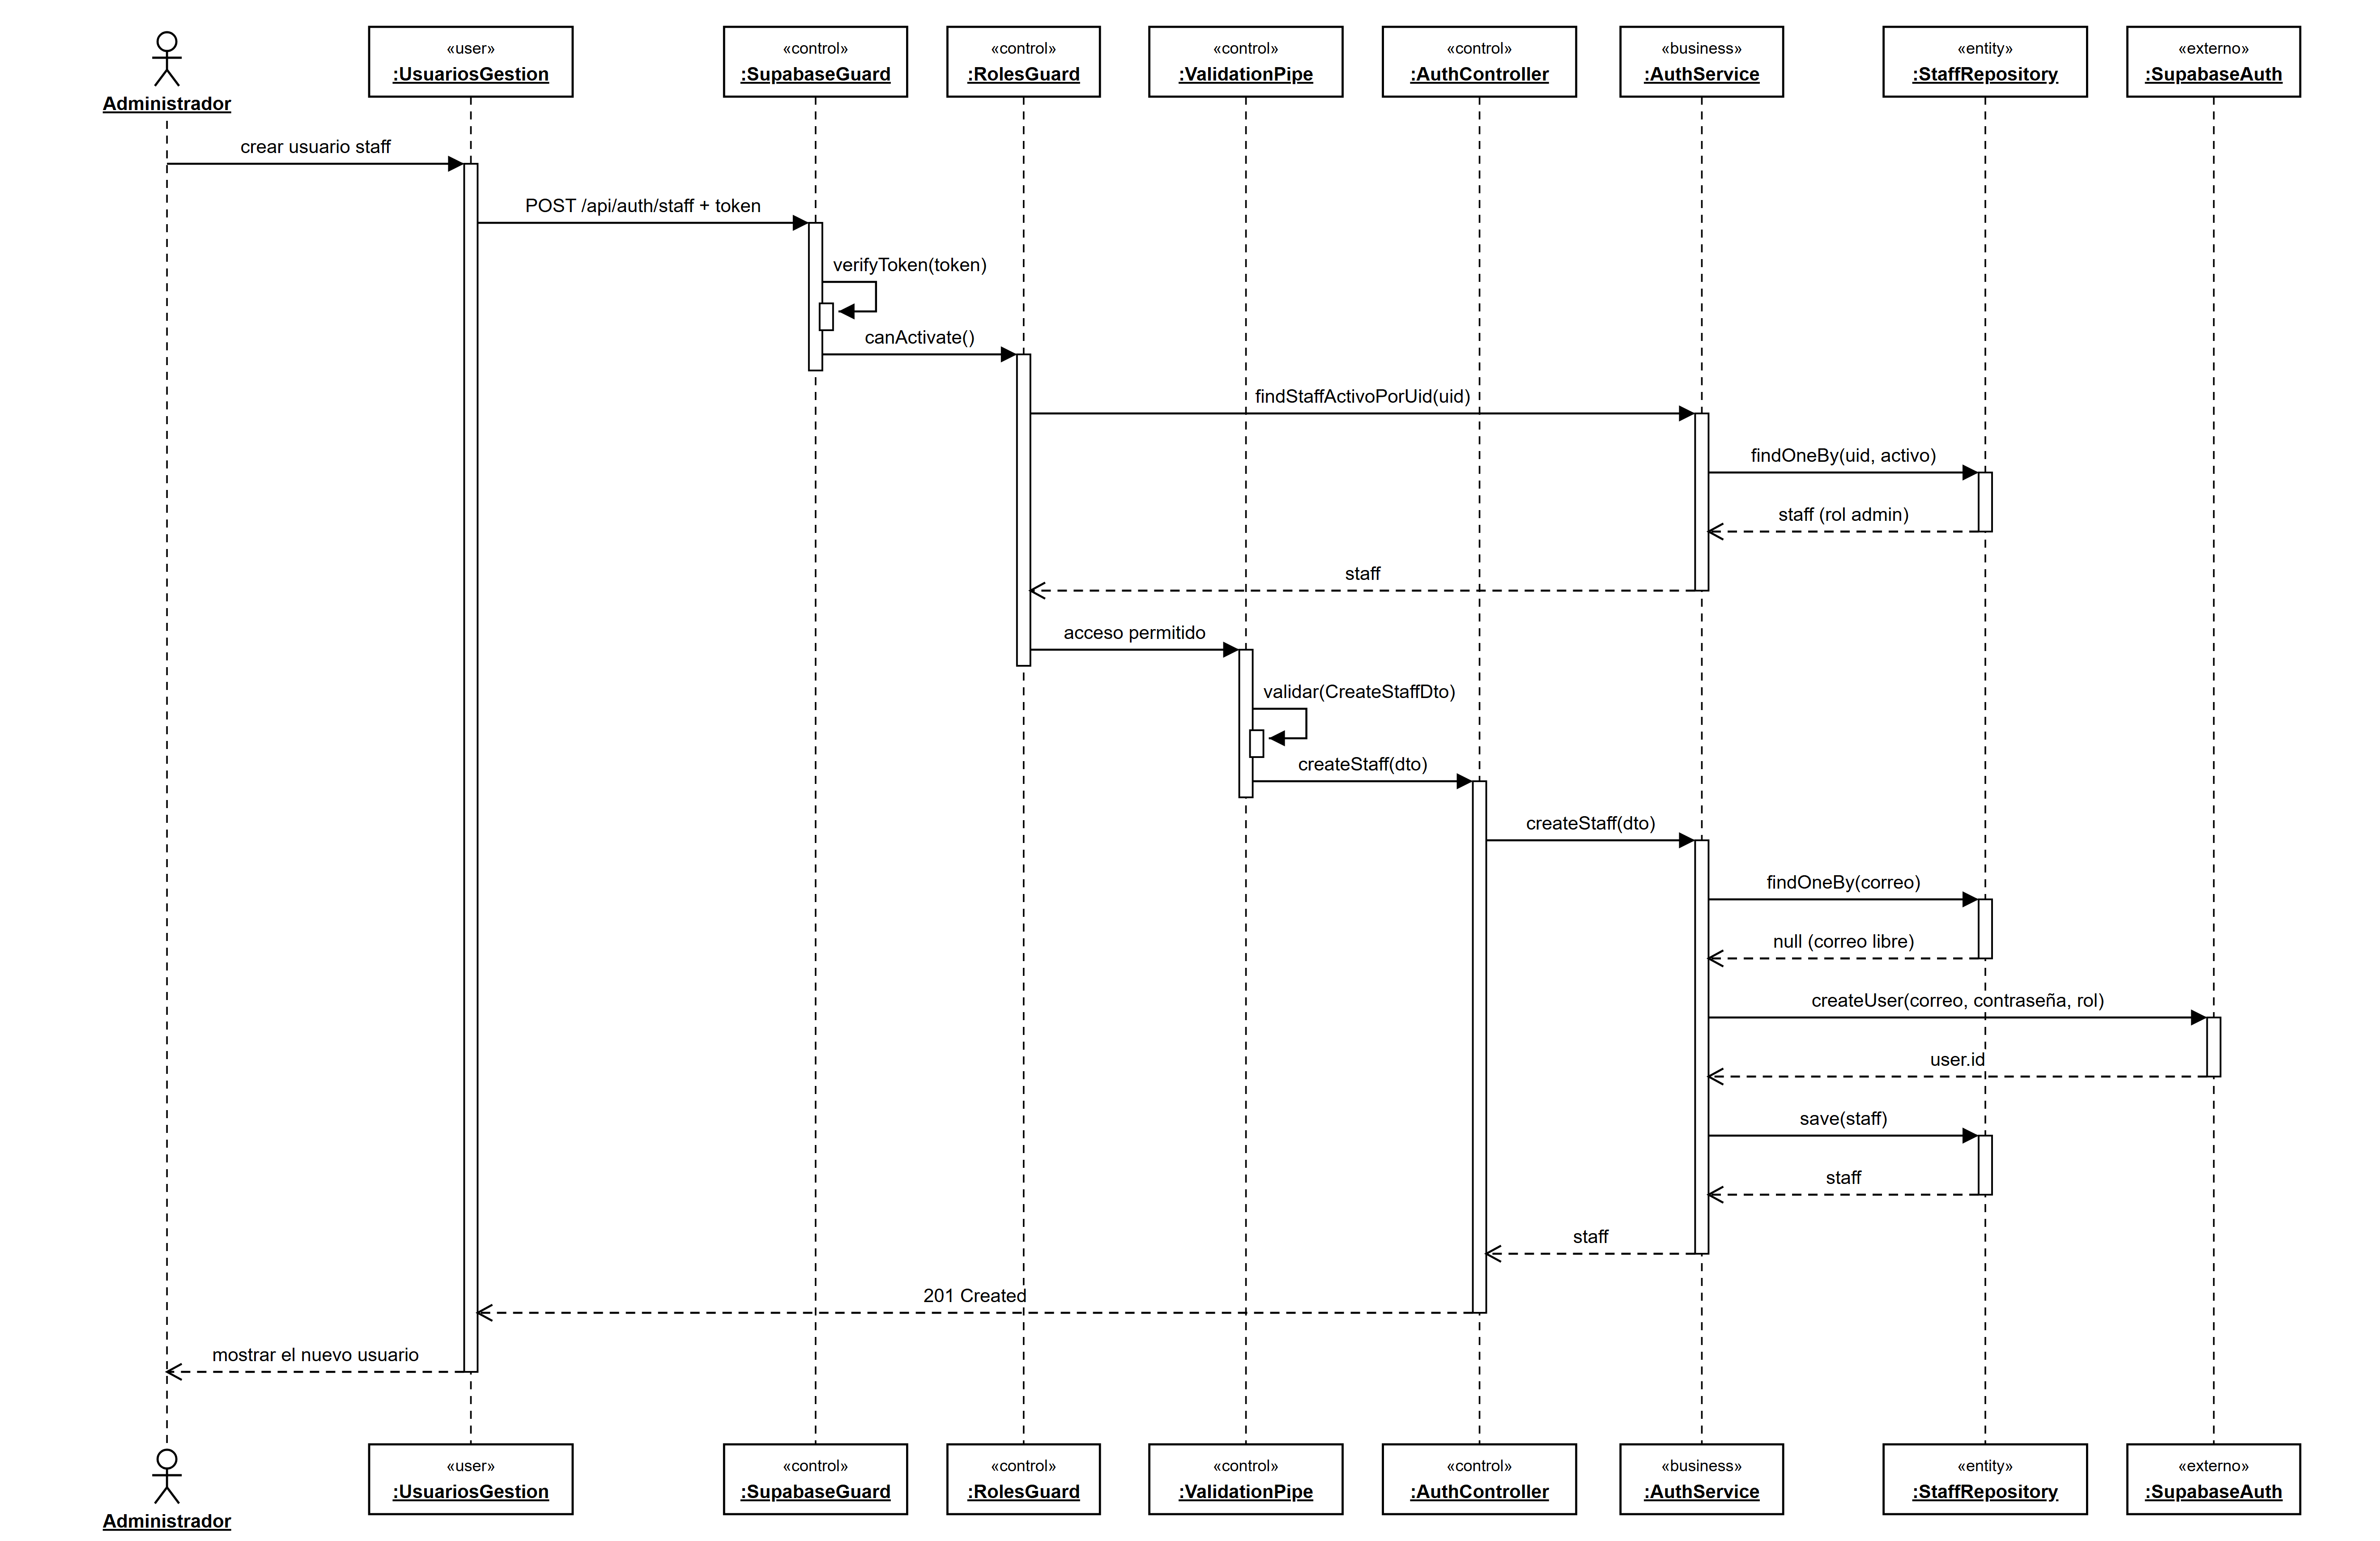 «user»
:UsuariosGestion
«control»
:SupabaseGuard
«control»
:RolesGuard
«control»
:ValidationPipe
«control»
:AuthController
«business»
:AuthService
«entity»
:StaffRepository
«externo»
:SupabaseAuth
Administrador
crear usuario staff
POST /api/auth/staff + token
verifyToken(token)
canActivate()
findStaffActivoPorUid(uid)
findOneBy(uid, activo)
staff (rol admin)
staff
acceso permitido
validar(CreateStaffDto)
createStaff(dto)
createStaff(dto)
findOneBy(correo)
null (correo libre)
createUser(correo, contraseña, rol)
user.id
save(staff)
staff
staff
201 Created
mostrar el nuevo usuario
«user»
:UsuariosGestion
«control»
:SupabaseGuard
«control»
:RolesGuard
«control»
:ValidationPipe
«control»
:AuthController
«business»
:AuthService
«entity»
:StaffRepository
«externo»
:SupabaseAuth
Administrador